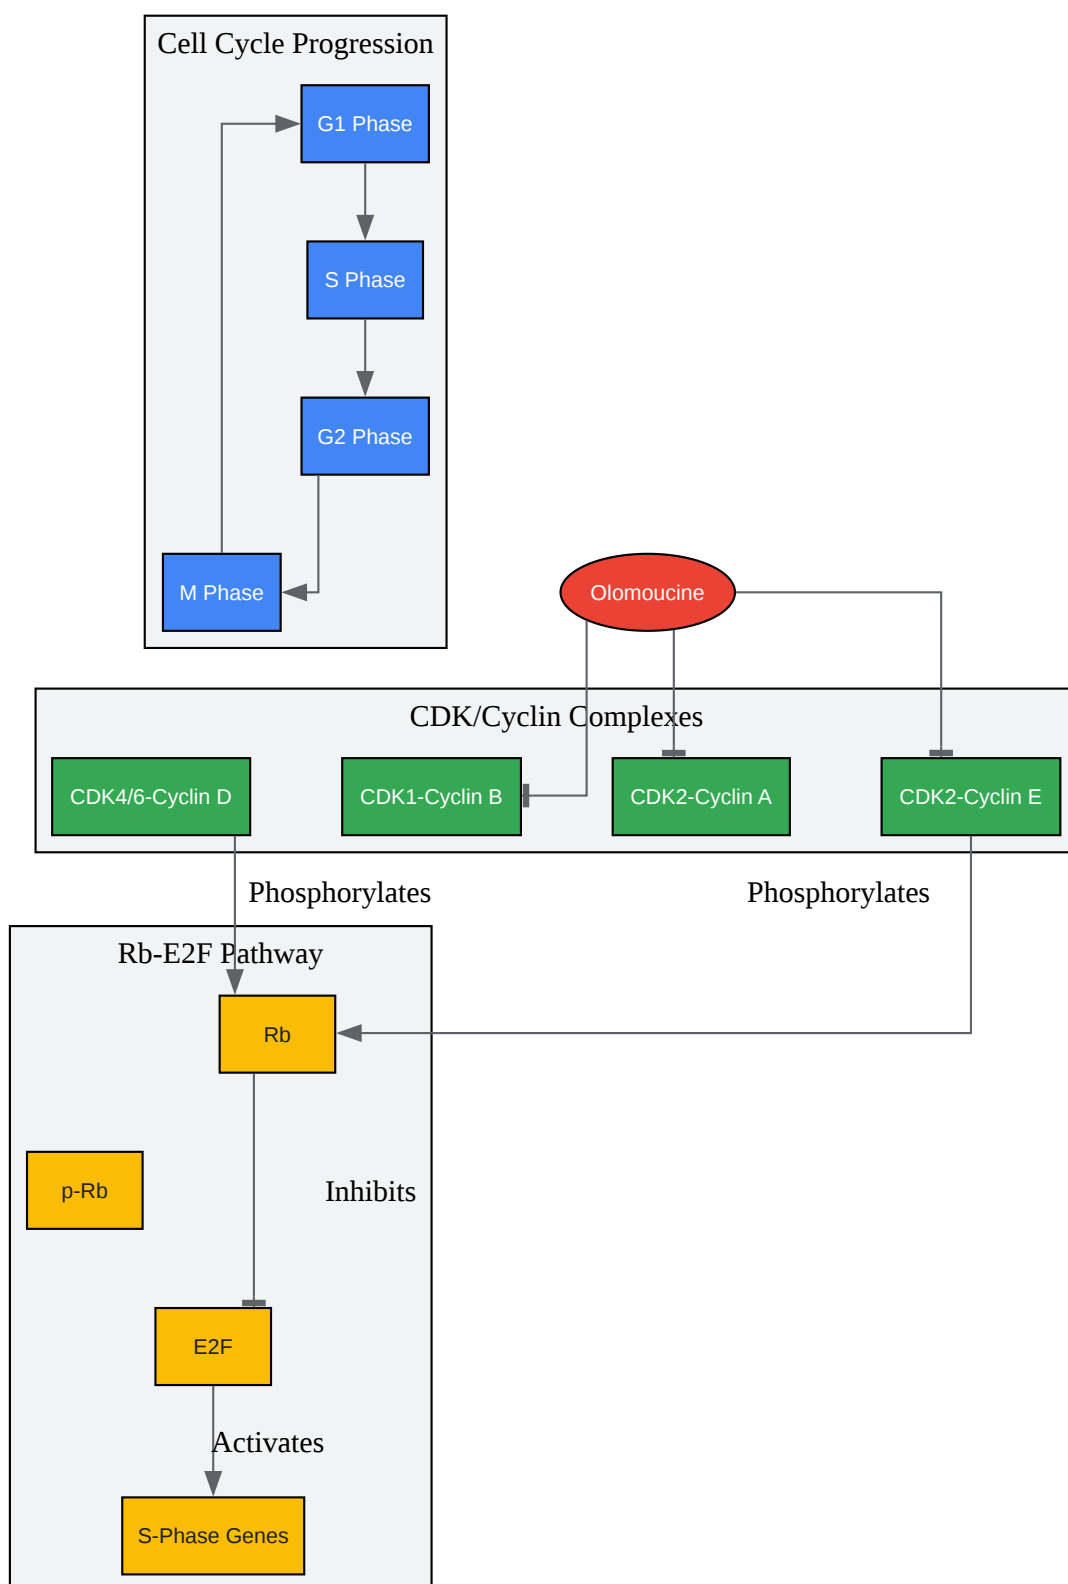 Cell Cycle Progression
G1 Phase
S Phase
G2 Phase
M Phase
Olomoucine
CDK/Cyclin Complexes
CDK4/6-Cyclin D
CDK1-Cyclin B
CDK2-Cyclin A
CDK2-Cyclin E
Phosphorylates
Phosphorylates
Rb-E2F Pathway
Rb
p-Rb
Inhibits
E2F
Activates
S-Phase Genes